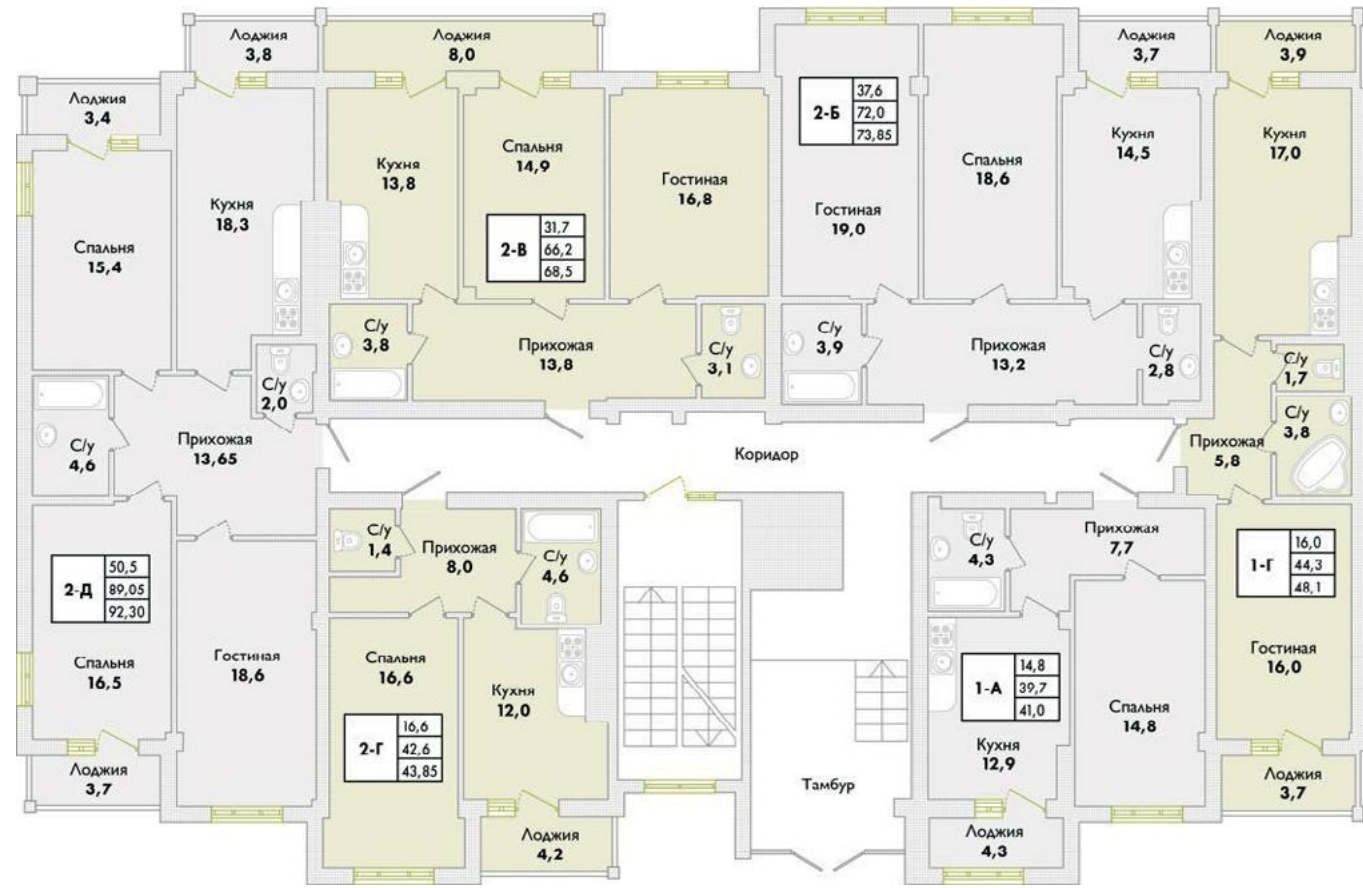 Лоджия
3,8
Лоджия
8,0
Лоджия
3,7
Лоджия
3,9
Лоджия
3,4
2-Б
37,6
72,0
73,85
Кухня
14,5
Кухня
17,0
Спальня
14,9
Кухня
13,8
Спальня
18,6
Гостиная
16,8
Кухня
18,3
Гостиная
19,0
2-В
31,7
66,2
68,5
Спальня
15,4
С/у
3,8
Прихожая
13,8
С/у
3,1
С/у
3,9
Прихожая
13,2
С/у
2,8
С/у
1,7
С/у
2,0
С/у
4,6
Прихожая
13,65
Коридор
Прихожая
5,8
С/у
3,8
С/у
1,4
Прихожая
8,0
С/у
4,6
С/у
4,3
Прихожая
7,7
1-Г
16,0
44,3
48,1
2-Д
50,5
89,05
92,30
Спальня
16,5
Гостиная
18,6
Спальня
16,6
Кухня
12,0
2-Г
16,6
42,6
43,85
1-А
14,8
39,7
41,0
Гостиная
16,0
Спальня
14,8
Кухня
12,9
Лоджия
3,7
Тамбур
Лоджия
3,7
Лоджия
4,2
Лоджия
4,3